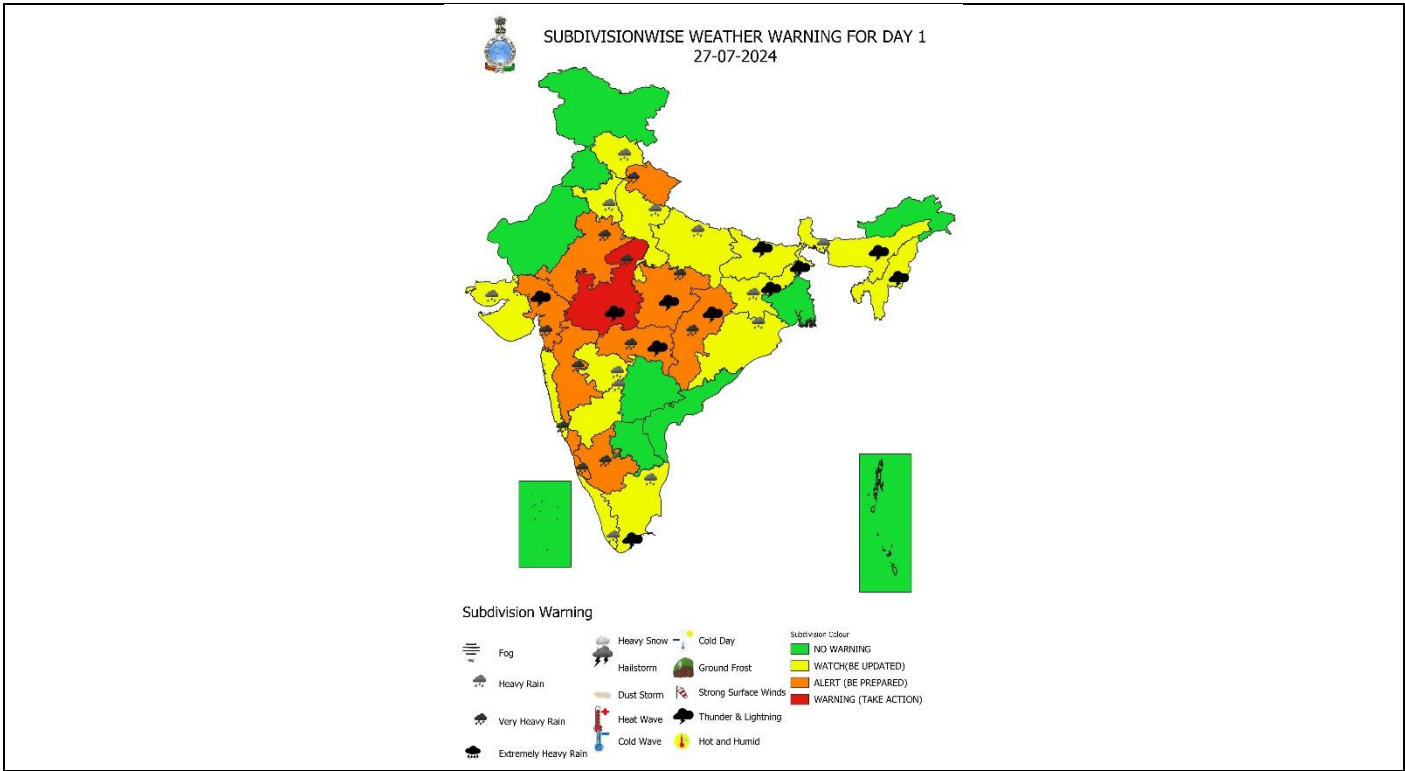 SUBDIVISIONWISE WEATHER WARNING FOR DAY 1
27-07-2024
Subdivision Warning
Fog
Heavy Rain
Very Heavy Rain
Extremely Heavy Rain
Heavy Snow
Hailstorm
Dust Storm
Heat Wave
Cold Wave
Cold Day
Ground Frost
Strong Surface Winds
Thunder & Lightning
Hot and Humid
Subdivision Colour
NO WARNING
WATCH(BE UPDATED)
ALERT (BE PREPARED)
WARNING (TAKE ACTION)